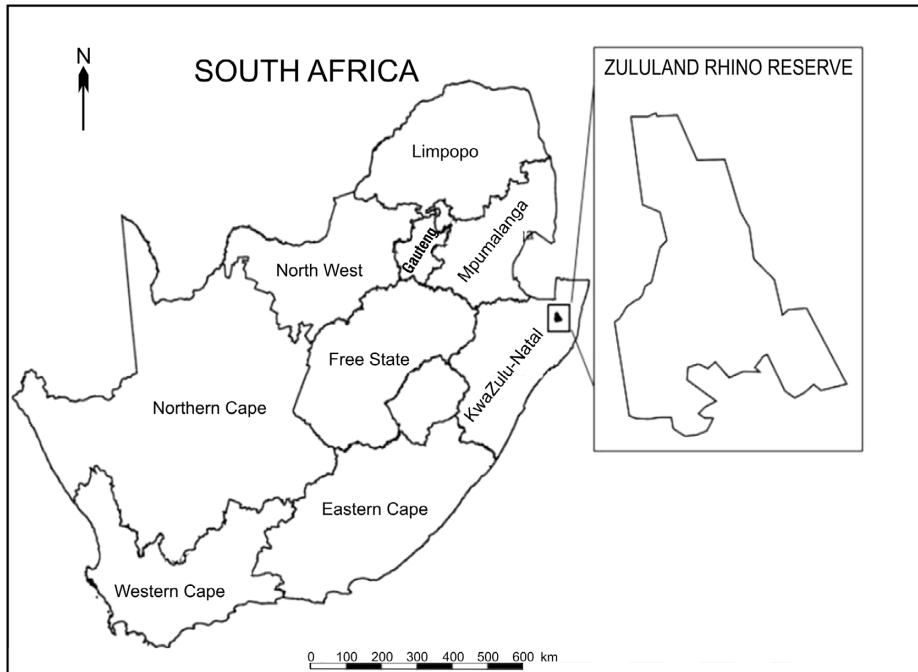 N
SOUTH AFRICA
ZULULAND RHINO RESERVE
Limpopo
Mpumalanga
Gauteng
North West
Free State
KwaZulu-Natal
Northern Cape
Eastern Cape
Western Cape
0 100 200 300 400 500 600 km